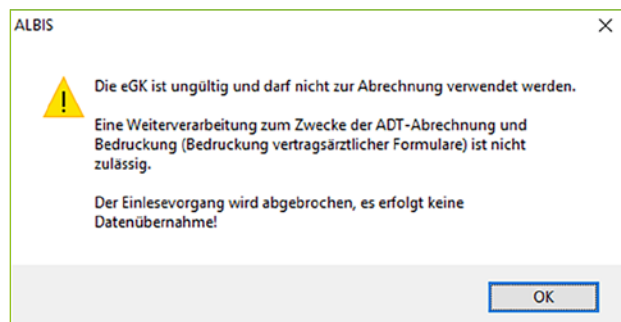 ALBIS
Die eGK ist ungültig und darf nicht zur Abrechnung verwendet werden.
Eine Weiterverarbeitung zum Zwecke der ADT-Abrechnung und
Bedruckung (Bedruckung vertragsärztlicher Formulare) ist nicht
zulässig.
Der Einlesevorgang wird abgebrochen, es erfolgt keine
Datenübernahme!
OK